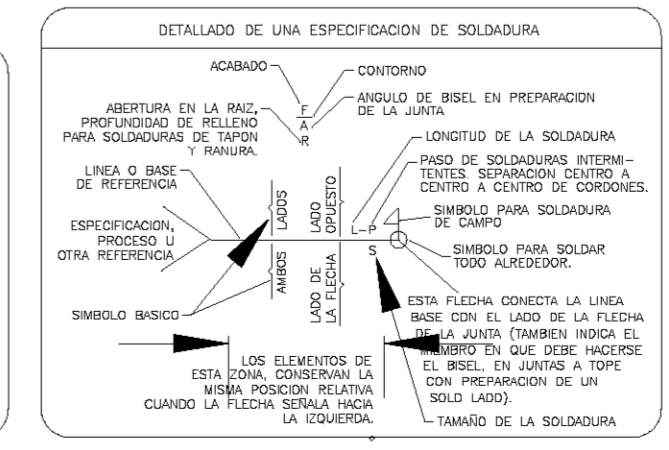 DETALLADO DE UNA ESPECIFICACION DE SOLDADURA
ACABADO
CONTORNO
F
A
R
ANGULO DE BISEL EN PREPARACION
DE LA JUNTA
ABERTURA EN LA RAIZ,
PROFUNDIDAD DE RELLENO
PARA SOLDADURAS DE TAPON
Y RANURA.
LONGITUD DE LA SOLDADURA
PASO DE SOLDADURAS INTERMI-
TENTES. SEPARACION CENTRO A
CENTRO A CENTRO DE CORDONES.
LINEA O BASE
DE REFERENCIA
LADOS
LADO
OPUESTO
L-P
SIMBOLO PARA SOLDADURA
DE CAMPO
ESPECIFICACION,
PROCESO U
OTRA REFERENCIA
S
SIMBOLO PARA SOLDAR
TODO ALREDEDOR.
AMBOS
LADO DE
LA FLECHA
SIMBOLO BASICO
ESTA FLECHA CONECTA LA LINEA
BASE CON EL LADO DE LA FLECHA
DE LA JUNTA (TAMBIEN INDICA EL
MIEMBRO EN QUE DEBE HACERSE
EL BISEL, EN JUNTAS A TOPE
CON PREPARACION DE UN
SOLO LADO).
LOS ELEMENTOS DE
ESTA ZONA, CONSERVAN LA
MISMA POSICION RELATIVA
CUANDO LA FLECHA SEÑALA HACIA
LA IZQUIERDA.
TAMAÑO DE LA SOLDADURA